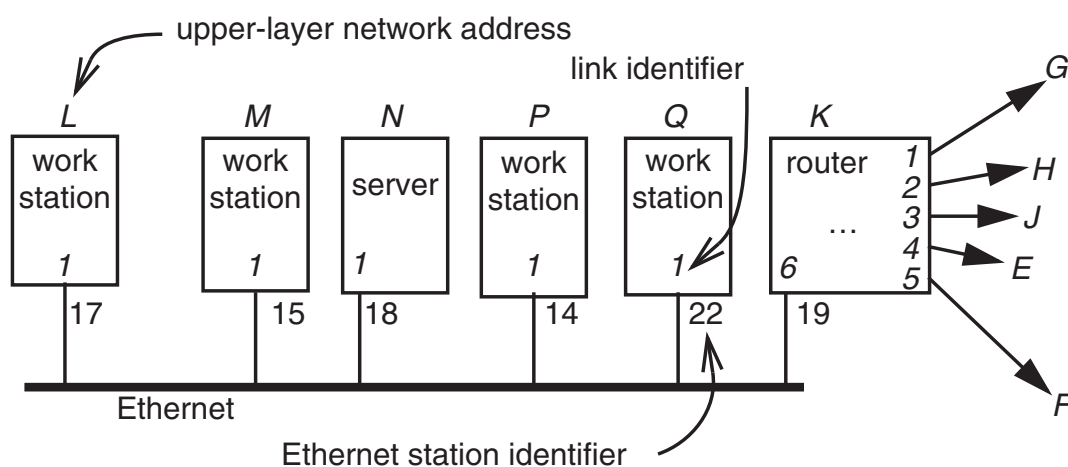 upper-layer network address
link identifier
G
L M N P Q K
work station
work station
server
work station
work station
router
...
1
2
3
4
5
H
J
E
F
1 1 1 1 1 6
17 15 18 14 22 19
Ethernet
Ethernet station identifier